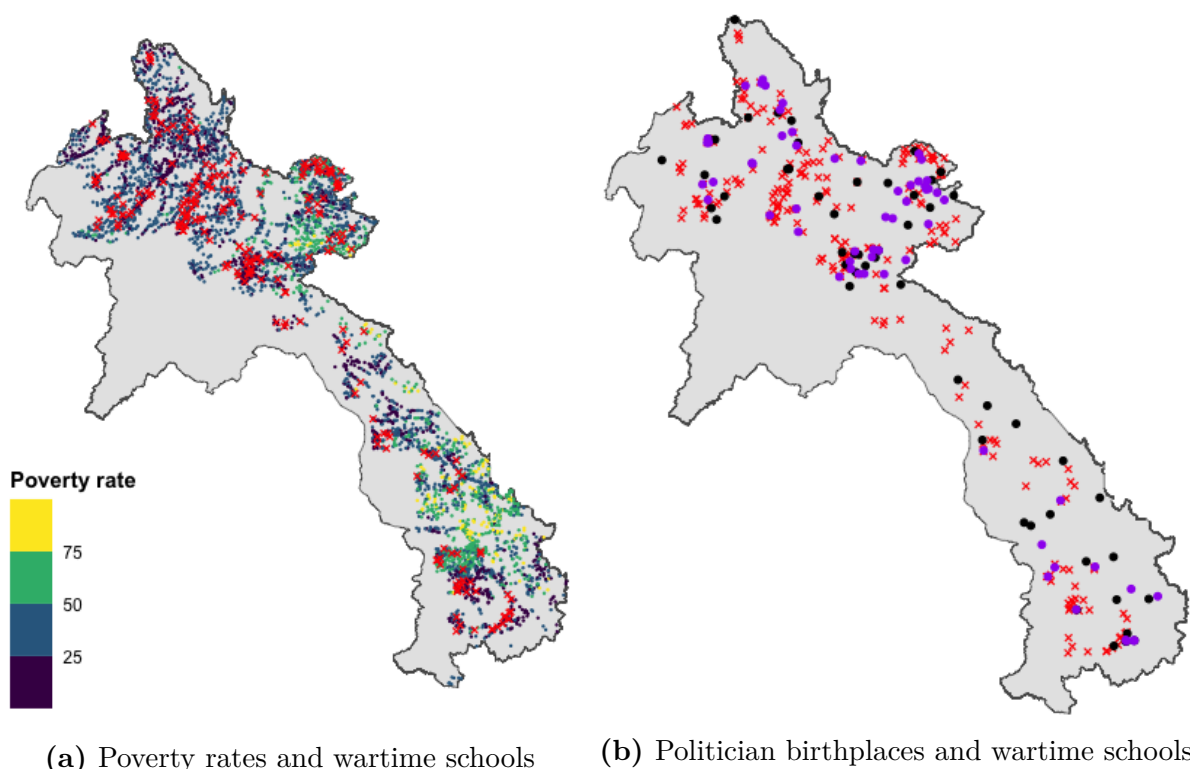 Poverty rate
75
50
25
(a) Poverty rates and wartime schools
(b) Politician birthplaces and wartime schools